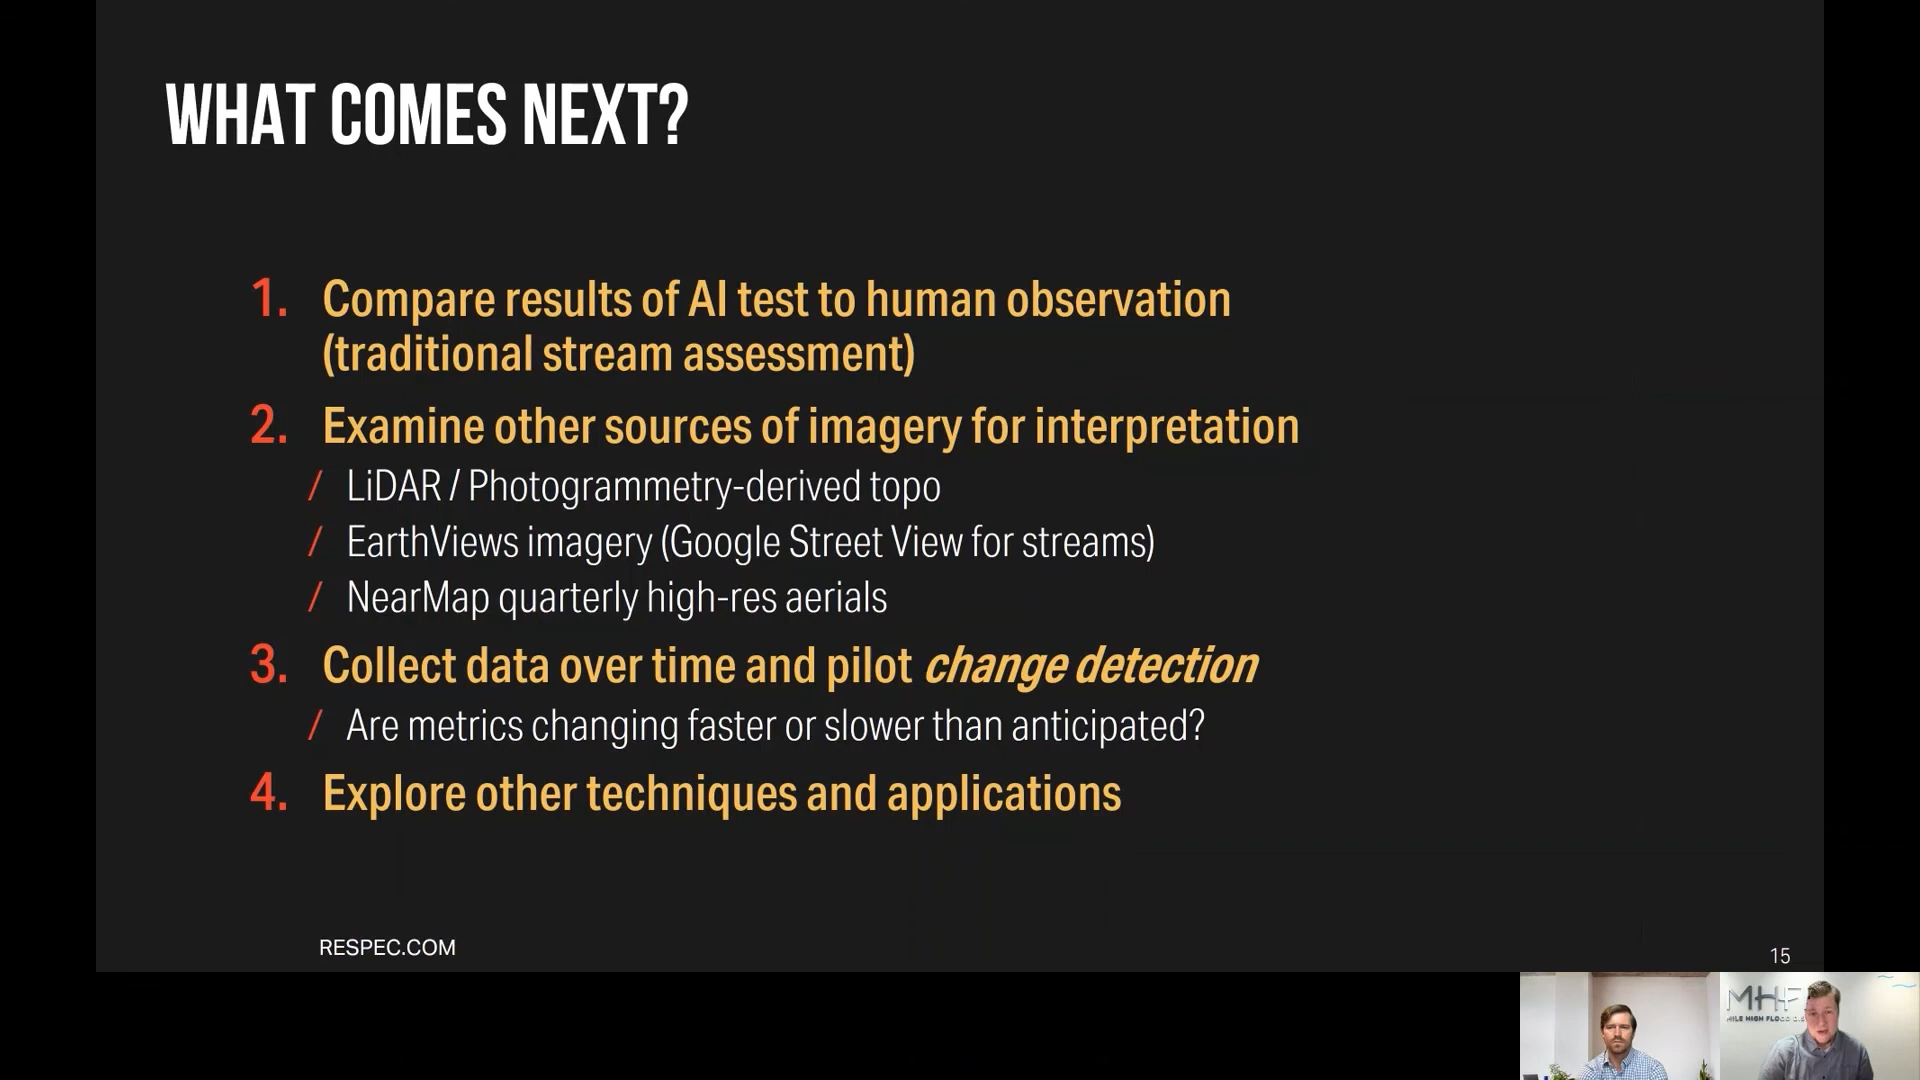 WHAT COMES NEXT?
1. Compare results of AI test to human observation
(traditional stream assessment)
2. Examine other sources of imagery for interpretation
/ LiDAR / Photogrammetry-derived topo
/ EarthViews imagery (Google Street View for streams)
/ NearMap quarterly high-res aerials
3. Collect data over time and pilot change detection
/ Are metrics changing faster or slower than anticipated?
4. Explore other techniques and applications
RESPEC.COM
15
MHF
MILE HIGH